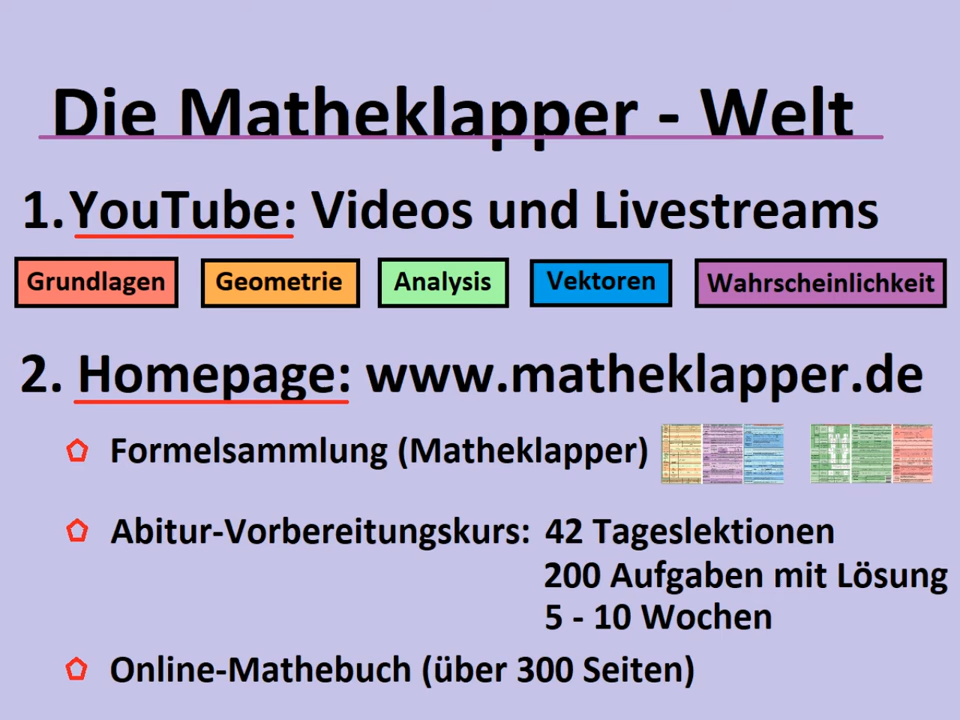 Die Matheklapper - Welt
1. YouTube: Videos und Livestreams
Grundlagen Geometrie Analysis Vektoren Wahrscheinlichkeit
2. Homepage: www.matheklapper.de
Formelsammlung (Matheklapper)
Abitur-Vorbereitungskurs: 42 Tageslektionen
200 Aufgaben mit Lösung
5 - 10 Wochen
Online-Mathebuch (über 300 Seiten)